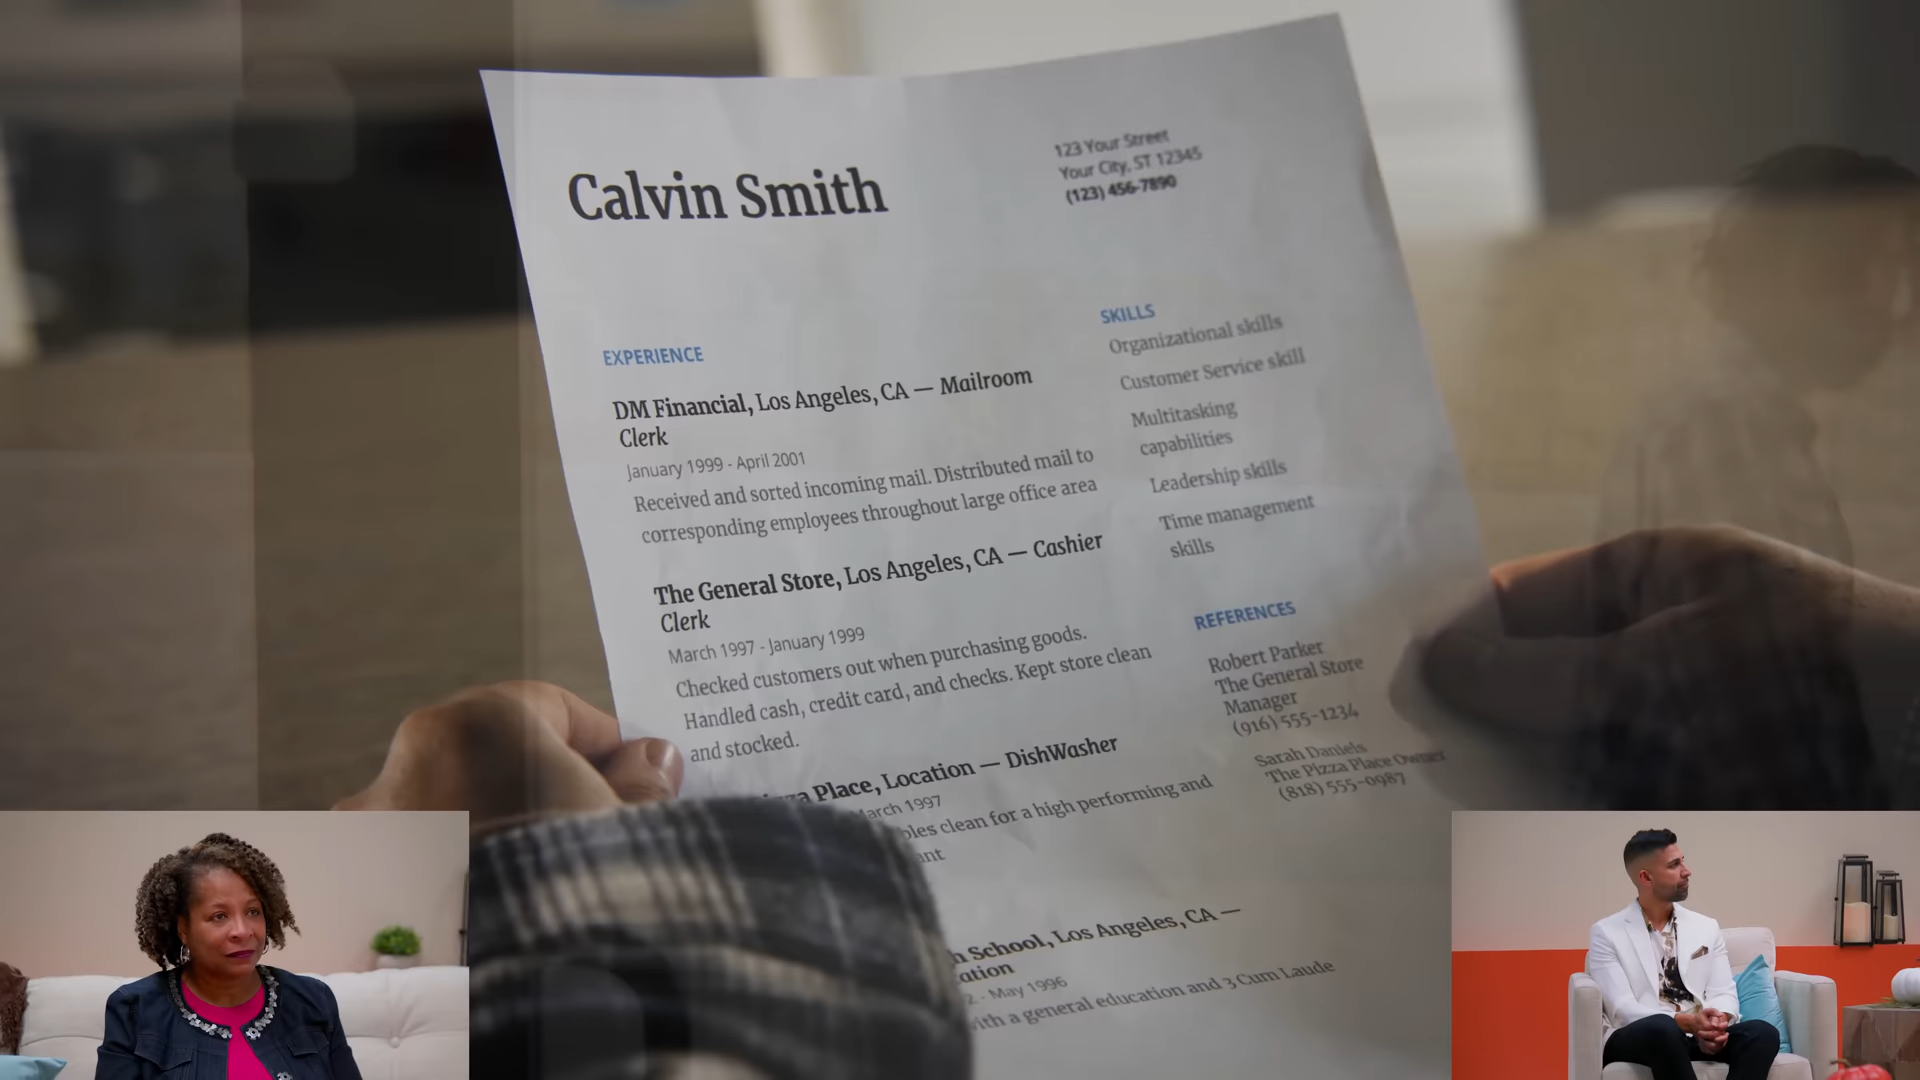 Calvin Smith
123 Your Street
Your City, ST 12345
(123) 456-7890
EXPERIENCE
DM Financial, Los Angeles, CA — Mailroom
Clerk
January 1999 - April 2001
Received and sorted incoming mail. Distributed mail to
corresponding employees throughout large office area
The General Store, Los Angeles, CA — Cashier
Clerk
March 1997 - January 1999
Checked customers out when purchasing goods.
Handled cash, credit card, and checks. Kept store clean
and stocked.
Place, Location — DishWasher
March 1997
clean for a high performing and
School, Los Angeles, CA —
- May 1996
with a general education and 3 Cum Laude
SKILLS
Organizational skills
Customer Service skill
Multitasking
capabilities
Leadership skills
Time management
skills
REFERENCES
Robert Parker
The General Store
Manager
(916) 555-1234
Sarah Daniels
The Pizza Place Owner
(818) 555-0987